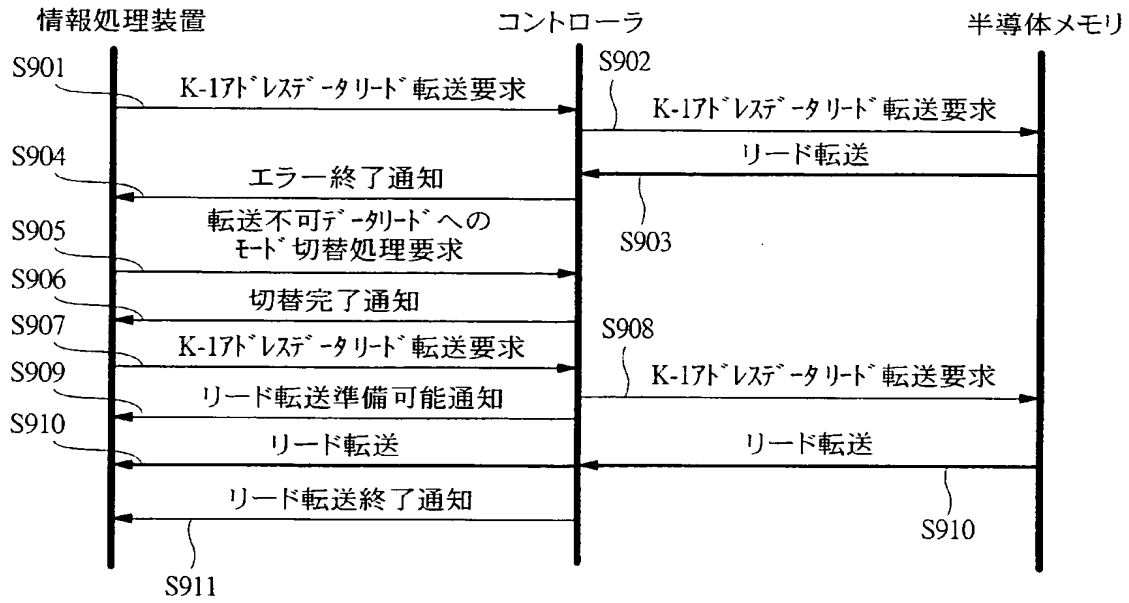 情報処理装置
コントローラ
半導体メモリ
S901
K-1ｱﾄﾞﾚｽﾃﾞｰﾀﾘｰﾄﾞ転送要求
S902
K-1ｱﾄﾞﾚｽﾃﾞｰﾀﾘｰﾄﾞ転送要求
リード転送
S903
S904
エラー終了通知
S905
転送不可ﾃﾞｰﾀリードへの
ﾓｰﾄﾞ切替処理要求
S906
切替完了通知
S907
K-1ｱﾄﾞﾚｽﾃﾞｰﾀﾘｰﾄﾞ転送要求
S908
K-1ｱﾄﾞﾚｽﾃﾞｰﾀﾘｰﾄﾞ転送要求
S909
リード転送準備可能通知
S910
リード転送
リード転送
S910
リード転送終了通知
S911